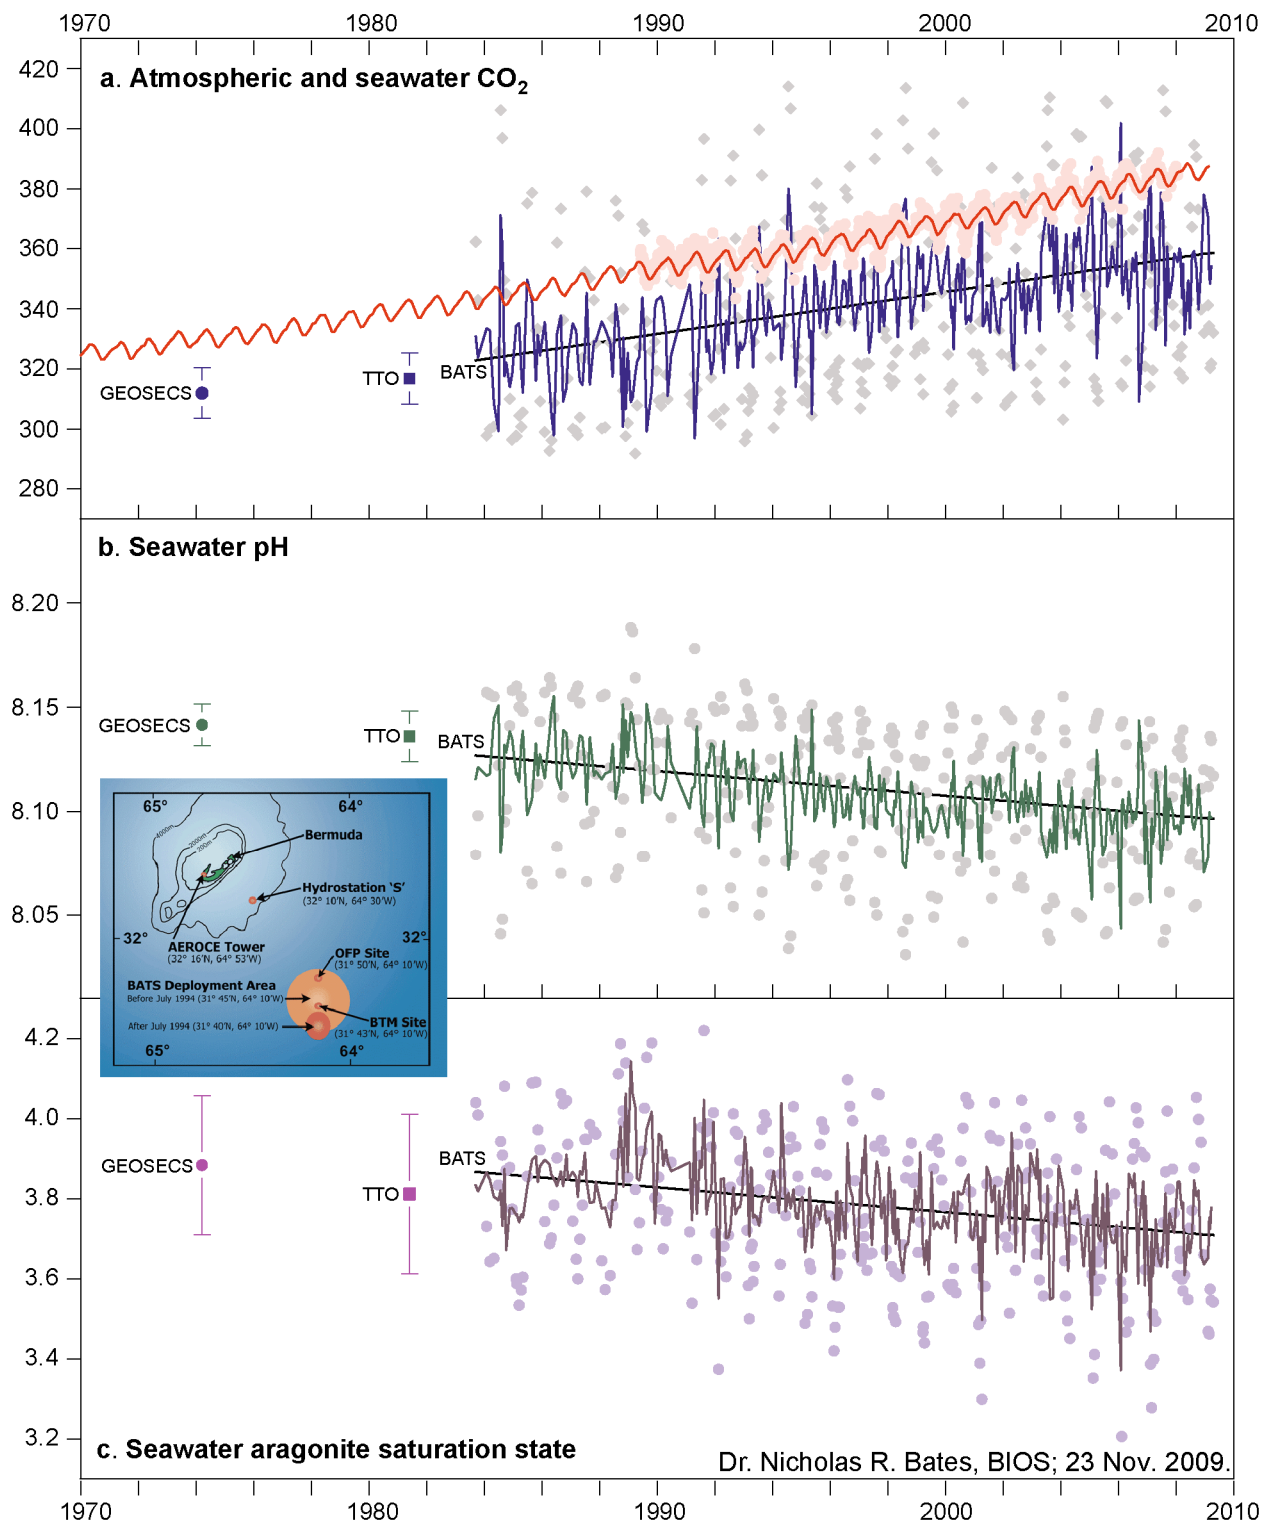 1970 1980 1990 2000 2010
a. Atmospheric and seawater CO₂
420
400
380
360
340
320
300
280
GEOSECS
TTO
BATS
b. Seawater pH
8.20
8.15
8.10
8.05
GEOSECS
TTO
BATS
65° 64°
4000m
2000m
200m
Bermuda
Hydrostation ‘S’
(32° 10’N, 64° 30’W)
32° 32°
AEROCE Tower
(32° 16’N, 64° 53’W)
OFP Site
(31° 50’N, 64° 10’W)
BATS Deployment Area
Before July 1994 (31° 45’N, 64° 10’W)
After July 1994 (31° 40’N, 64° 10’W)
BTM Site
(31° 43’N, 64° 10’W)
65° 64°
4.2
4.0
3.8
3.6
3.4
3.2
GEOSECS
TTO
BATS
c. Seawater aragonite saturation state
Dr. Nicholas R. Bates, BIOS; 23 Nov. 2009.
1970 1980 1990 2000 2010